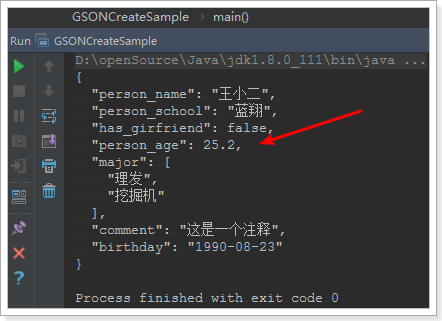 GSONCreateSample main()
Run GSONCreateSample
D:\openSource\Java\jdk1.8.0_111\bin\java ...
{
"person_name": "王小二",
"person_school": "蓝翔",
"has_girfriend": false,
"person_age": 25.2,
"major": [
"理发",
"挖掘机"
],
"comment": "这是一个注释",
"birthday": "1990-08-23"
}
Process finished with exit code 0